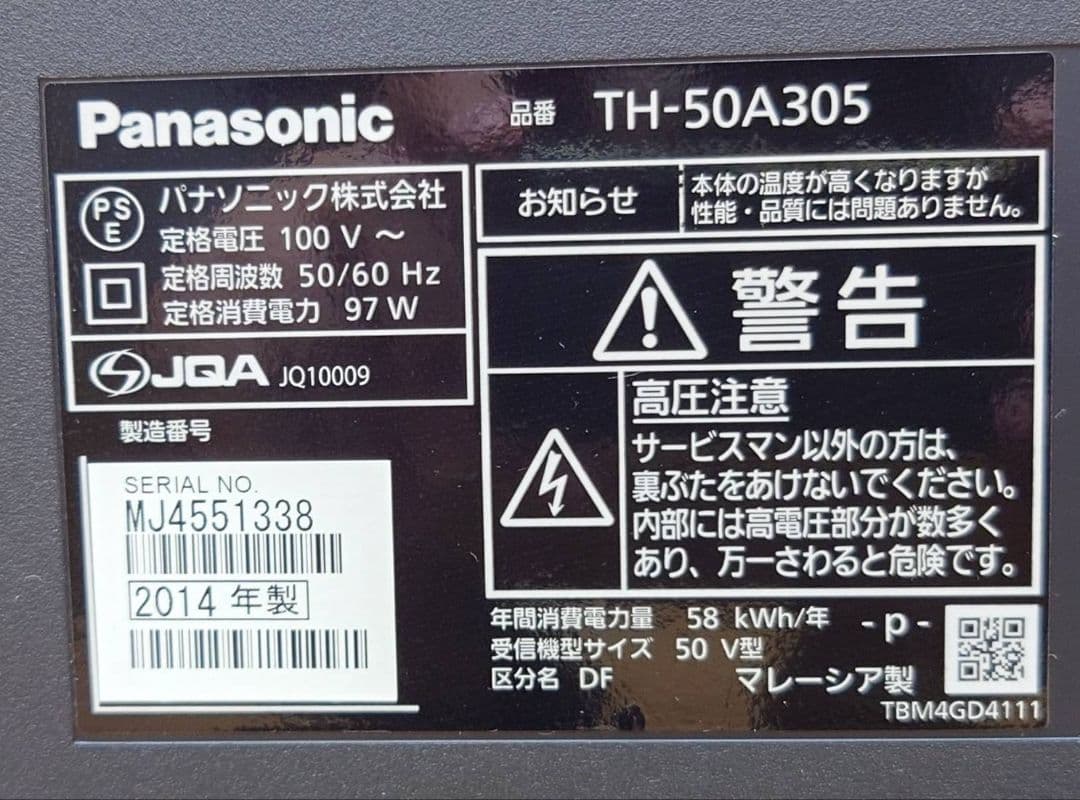 Panasonic
品番 TH-50A305
PS
E
パナソニック株式会社
定格電圧 100 V ～
定格周波数 50/60 Hz
定格消費電力 97 W
JQA JQ10009
製造番号
SERIAL NO.
MJ4551338
2014 年製
お知らせ
本体の温度が高くなりますが
性能・品質には問題ありません。
警告
高圧注意
サービスマン以外の方は、
裏ぶたをあけないでください。
内部には高電圧部分が数多く
あり、万一さわると危険です。
年間消費電力量 58 kWh/年
受信機型サイズ 50 V型
区分名 DF
-p-
マレーシア製
TBM4GD4111